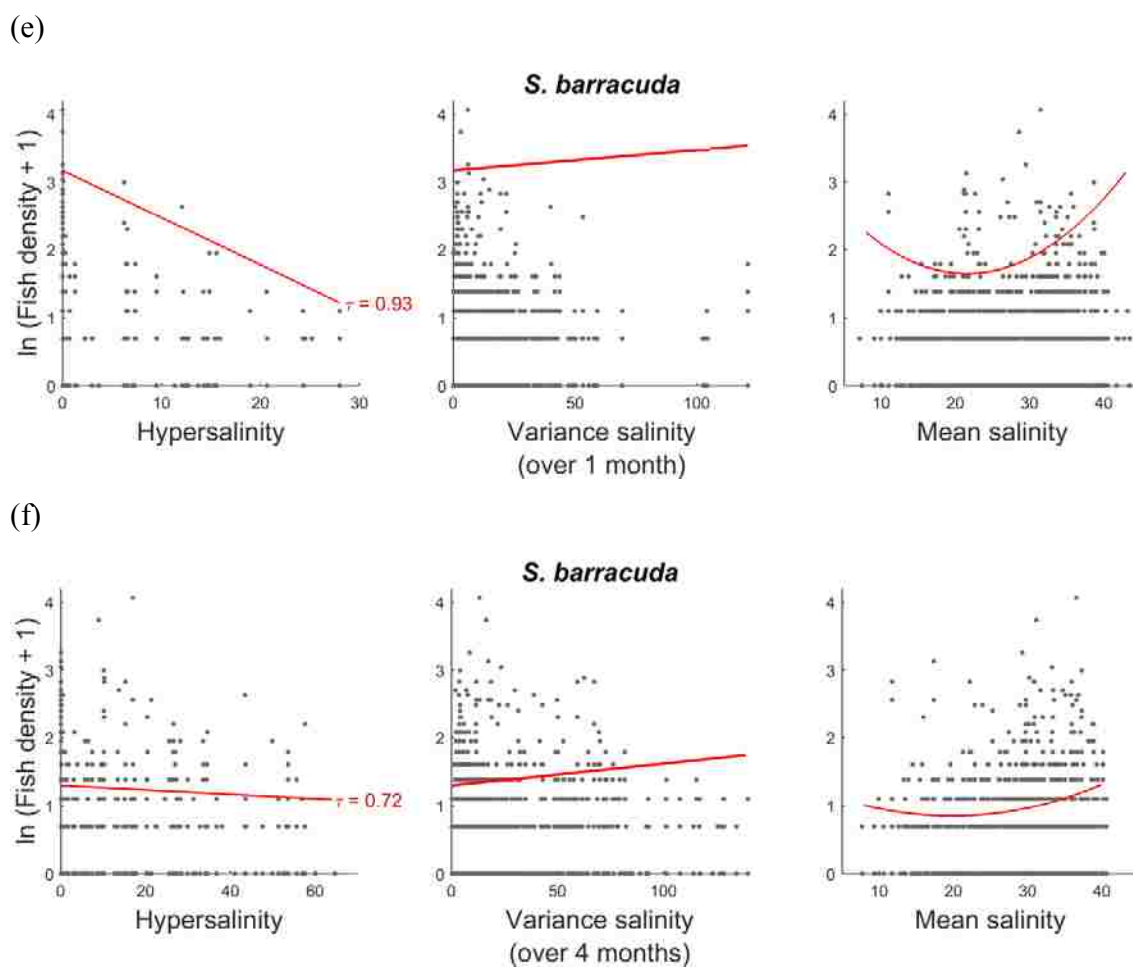 (e)
S. barracuda
ln (Fish density + 1)
4
3
2
1
0
0 10 20 30
τ = 0.93
Hypersalinity
4
3
2
1
0
0 50 100
Variance salinity
(over 1 month)
4
3
2
1
0
10 20 30 40
Mean salinity
(f)
S. barracuda
ln (Fish density + 1)
4
3
2
1
0
0 20 40 60
τ = 0.72
Hypersalinity
4
3
2
1
0
0 50 100
Variance salinity
(over 4 months)
4
3
2
1
0
10 20 30 40
Mean salinity